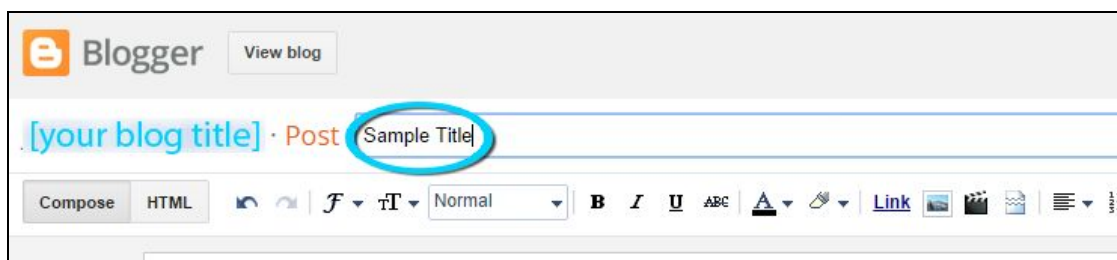 Blogger View blog
[your blog title] · Post Sample Title
Compose HTML F T Normal B I U ABC A Link